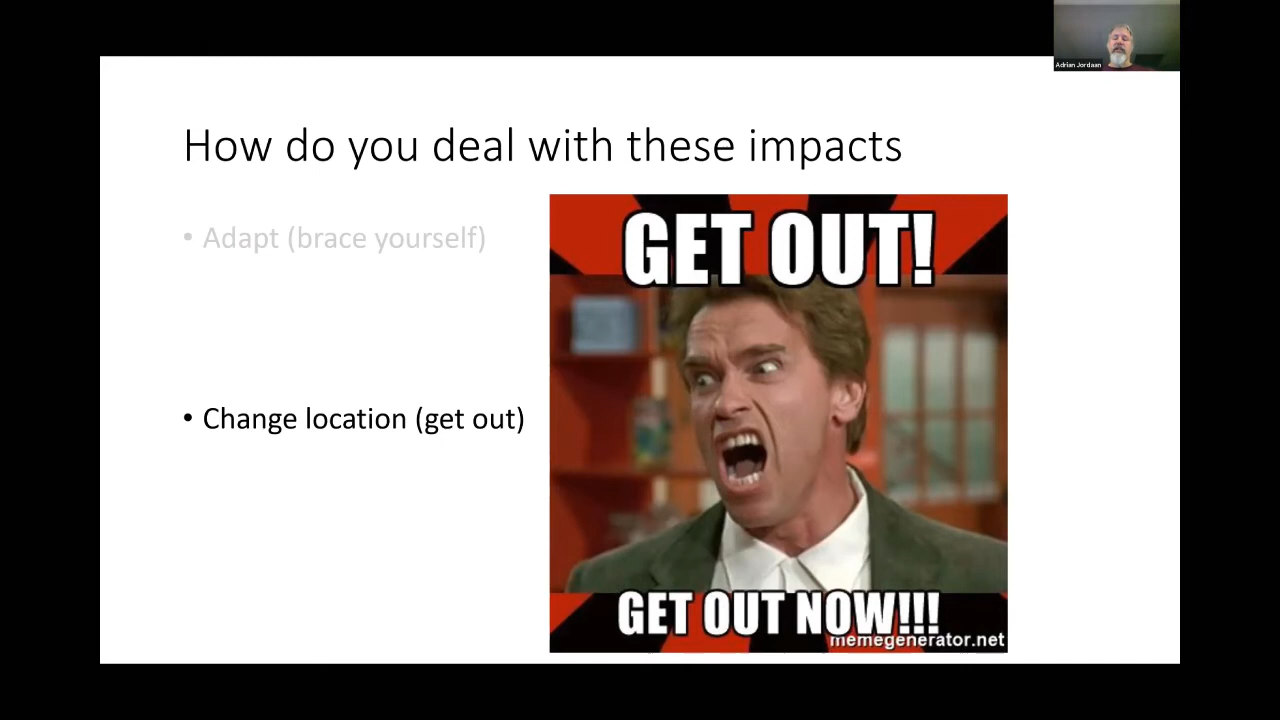 Adrian Jordaan
How do you deal with these impacts
• Adapt (brace yourself)
• Change location (get out)
GET OUT!
GET OUT NOW!!!
memegenerator.net